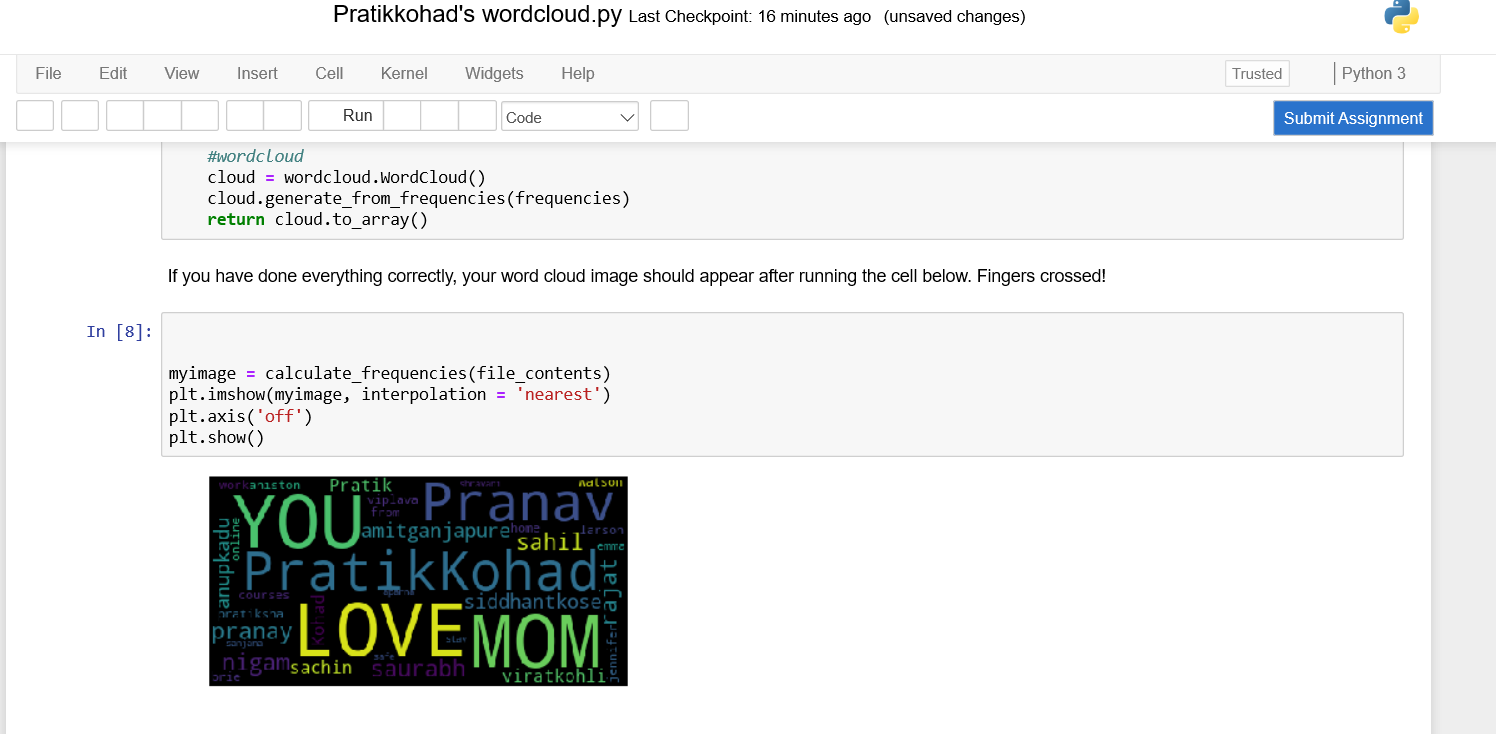 Pratikkohad's wordcloud.py Last Checkpoint: 16 minutes ago (unsaved changes)
File Edit View Insert Cell Kernel Widgets Help Trusted Python 3
Run Code Submit Assignment
#wordcloud
cloud = wordcloud.WordCloud()
cloud.generate_from_frequencies(frequencies)
return cloud.to_array()
If you have done everything correctly, your word cloud image should appear after running the cell below. Fingers crossed!
In [8]:
myimage = calculate_frequencies(file_contents)
plt.imshow(myimage, interpolation = 'nearest')
plt.axis('off')
plt.show()
work aniston Pratik watson
viplava Pranav
from
YOU
amitganjapure home larson
sahil emma
anupkadu online
PratikKohad rajat
courses siddhantkose
Kohad
LOVE MOM
pranay stay
sanjana
nigam sachin safe saurabh jennifer
brie viratkohli